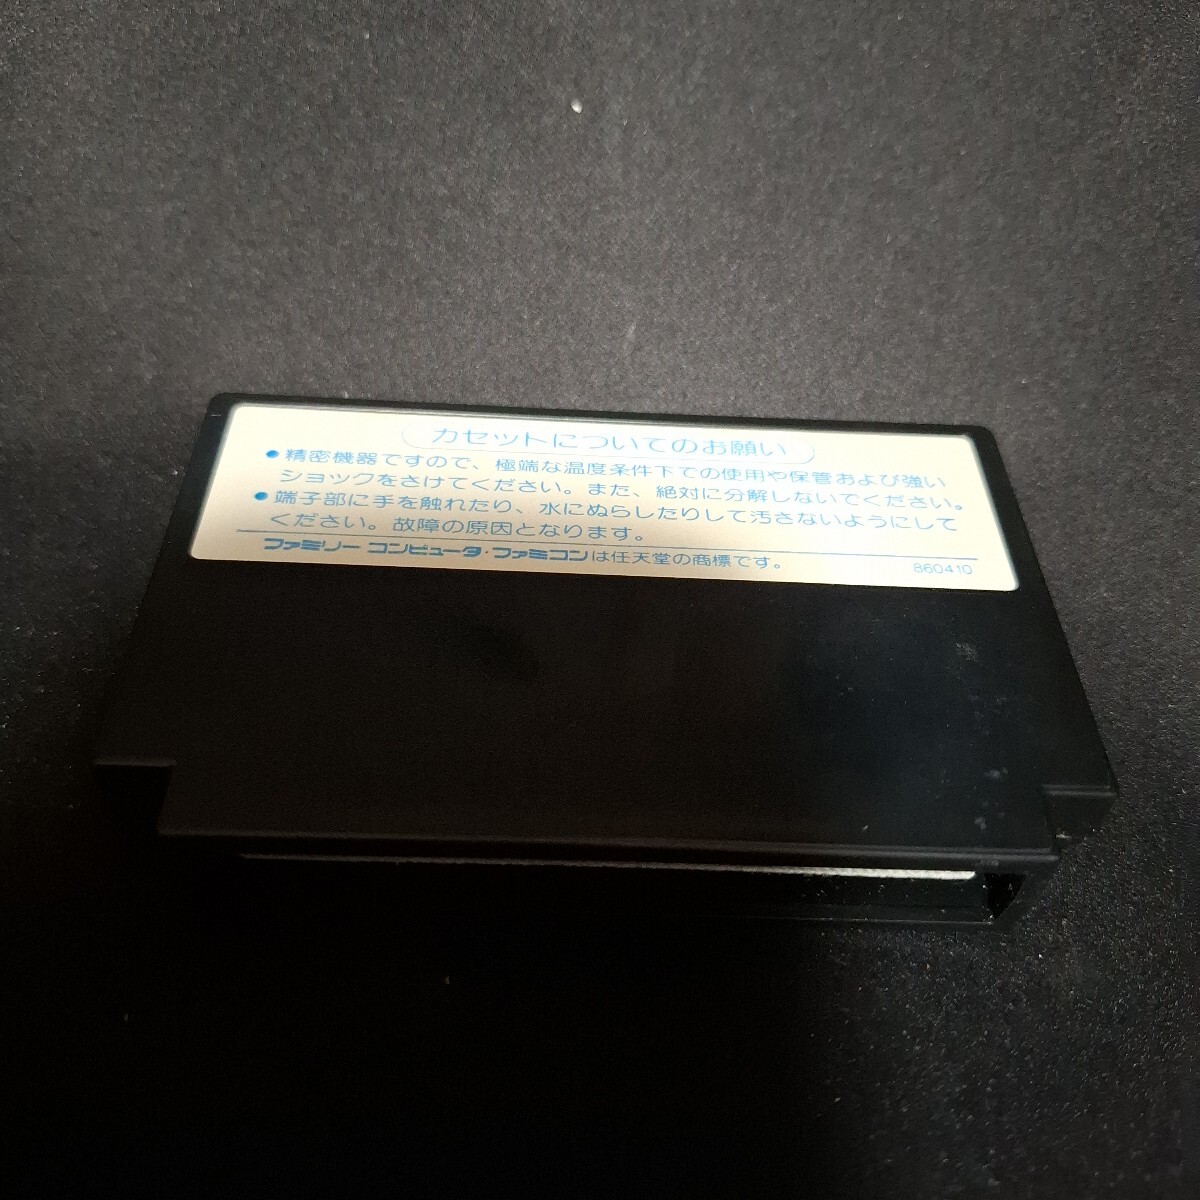 カセットについてのお願い
●精密機器ですので、極端な温度条件下での使用や保管および強い
ショックをさけてください。また、絶対に分解しないでください。
●端子部に手を触れたり、水にぬらしたりして汚さないようにして
ください。故障の原因となります。
ファミリー コンピュータ・ファミコンは任天堂の商標です。
860410